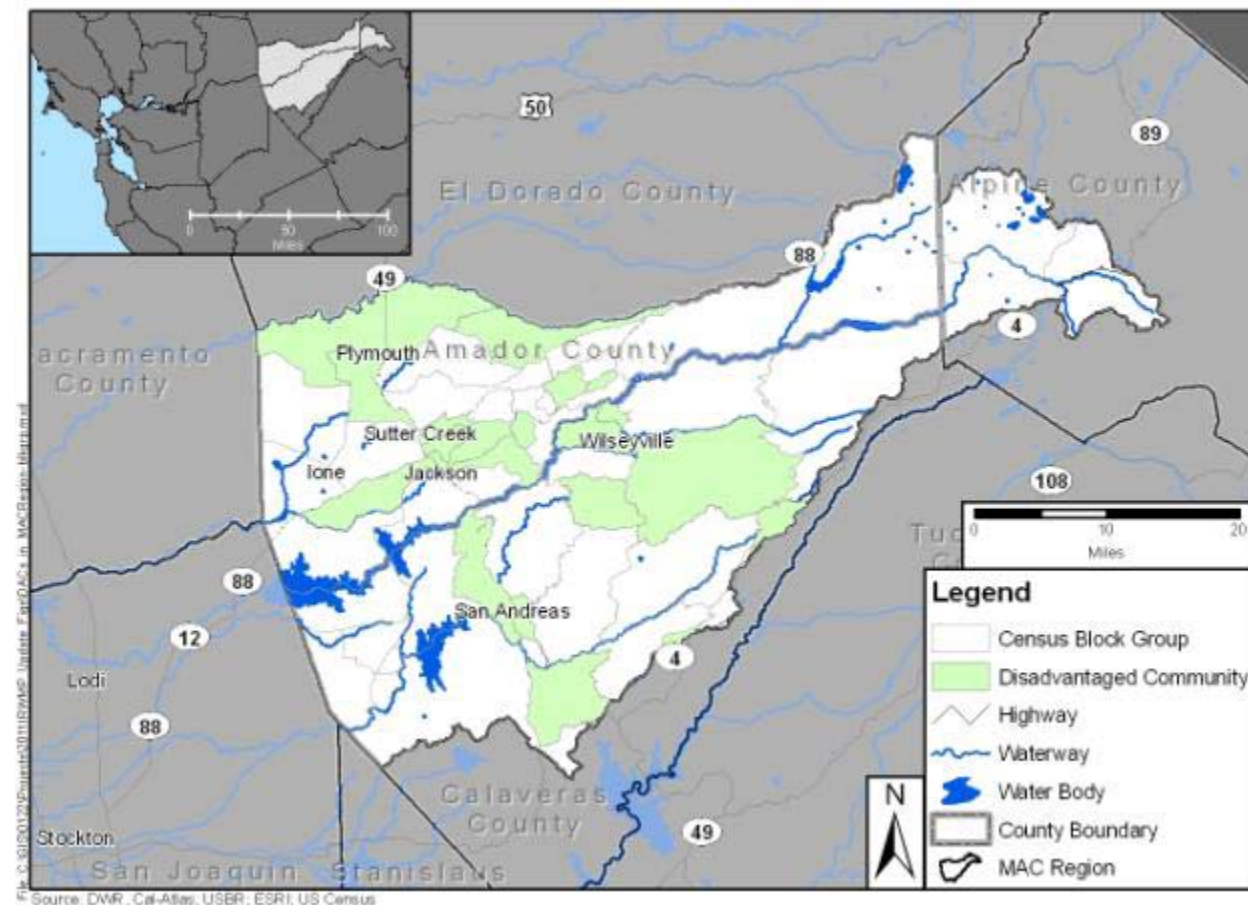 0 50 100
Miles
50
89
El Dorado County
Alpine County
88
49
4
Sacramento
County
Plymouth
Amador County
Sutter Creek
Wilseyville
Ione
Jackson
108
0 10 20
Miles
88
San Andreas
12
4
Lodi
88
Calaveras
County
49
Stockton
San Joaquin
Stanislaus
N
Legend
Census Block Group
Disadvantaged Community
Highway
Waterway
Water Body
County Boundary
MAC Region
Source: DWR, Cal-Atlas, USBR; ESRI; US Census